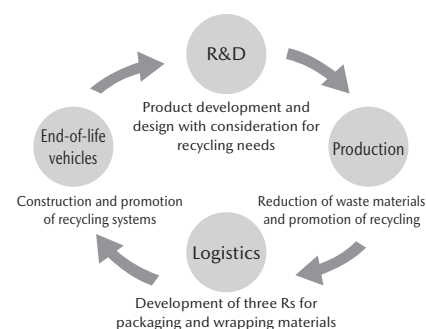 R&D
Product development and
design with consideration for
recycling needs
Production
Reduction of waste materials
and promotion of recycling
Logistics
Development of three Rs for
packaging and wrapping materials
End-of-life
vehicles
Construction and promotion
of recycling systems